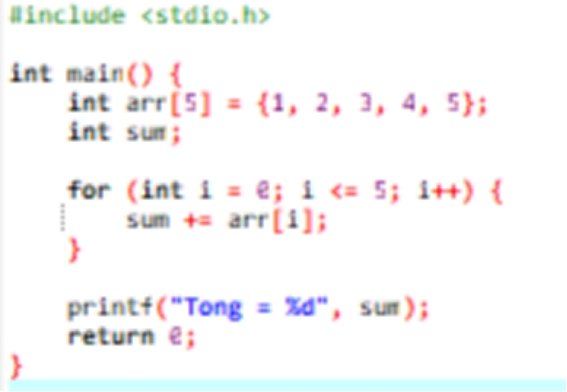 #include <stdio.h>
int main() {
int arr[5] = {1, 2, 3, 4, 5};
int sum;
for (int i = 0; i <= 5; i++) {
sum += arr[i];
}
printf("Tong = %d", sum);
return 0;
}